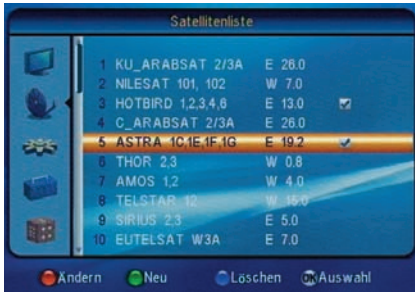 Satellitenliste
1 KU_ARABSAT 2/3A E 26.0
2 NILESAT 101, 102 W 7.0
3 HOTBIRD 1,2,3,4,6 E 13.0
4 C_ARABSAT 2/3A E 26.0
5 ASTRA 1C,1E,1F,1G E 19.2
6 THOR 2,3 W 0.8
7 AMOS 1,2 W 4.0
8 TELSTAR 12 W 15.0
9 SIRIUS 2,3 E 5.0
10 EUTELSAT W3A E 7.0
Ändern Neu Löschen OK Auswahl